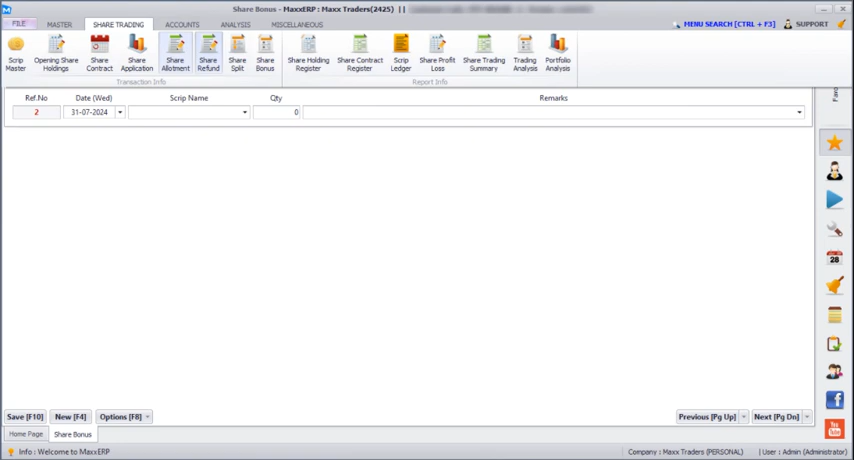 Share Bonus - MaxxERP : Maxx Traders(2425) ||
FILE MASTER SHARE TRADING ACCOUNTS ANALYSIS MISCELLANEOUS MENU SEARCH [CTRL + F3] SUPPORT
Scrip Master
Opening Share Holdings
Share Contract
Share Application
Share Allotment
Share Refund
Share Split
Share Bonus
Share Holding Register
Share Contract Register
Scrip Ledger
Share Profit Loss
Share Trading Summary
Trading Analysis
Portfolio Analysis
Transaction Info Report Info
Ref.No Date (Wed) Scrip Name Qty Remarks
2 31-07-2024 0
28
Save [F10] New [F4] Options [F8] Previous [Pg Up] Next [Pg Dn]
You Tube
Home Page Share Bonus
Info : Welcome to MaxxERP Company : Maxx Traders (PERSONAL) | User : Admin (Administrator)